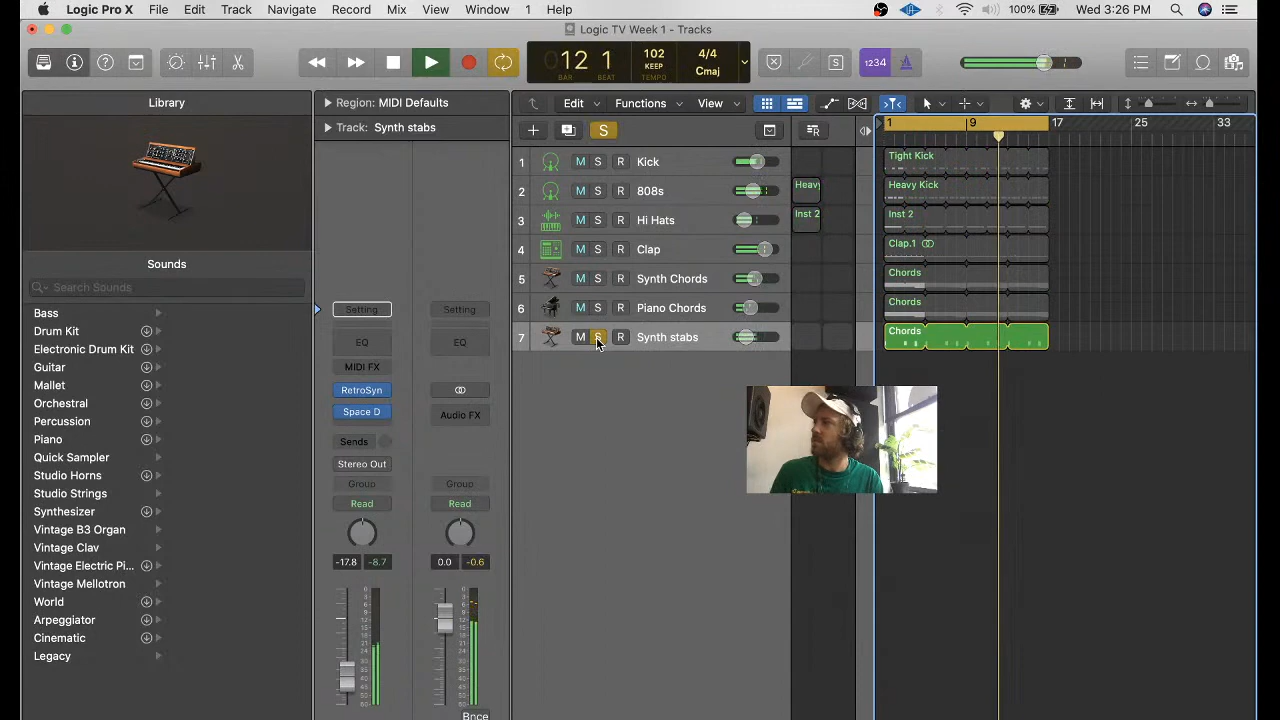 Logic Pro X File Edit Track Navigate Record Mix View Window 1 Help 100% Wed 3:26 PM
Logic TV Week 1 - Tracks
12 1 102 4/4 1234
KEEP Cmaj
BAR BEAT TEMPO
Library Region: MIDI Defaults Edit Functions View 1 9 17 25 33
Track: Synth stabs S
1 M S R Kick Tight Kick
2 M S R 808s Heavy Heavy Kick
3 M S R Hi Hats Inst 2 Inst 2
4 M S R Clap Clap.1
5 M S R Synth Chords Chords
6 M S R Piano Chords Chords
7 M S R Synth stabs Chords
Sounds
Search Sounds
Bass
Drum Kit
Electronic Drum Kit
Guitar
Mallet
Orchestral
Percussion
Piano
Quick Sampler
Studio Horns
Studio Strings
Synthesizer
Vintage B3 Organ
Vintage Clav
Vintage Electric Pi...
Vintage Mellotron
World
Arpeggiator
Cinematic
Legacy
Setting Setting
EQ EQ
MIDI FX
RetroSyn
Space D Audio FX
Sends
Stereo Out
Group Group
Read Read
-17.8 -8.7 0.0 -0.6
Bnce